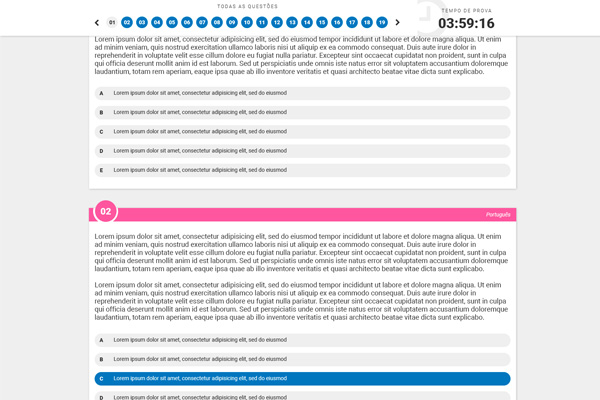 TODAS AS QUESTÕES
01 02 03 04 05 06 07 08 09 10 11 12 13 14 15 16 17 18 19
TEMPO DE PROVA
03:59:16
Lorem ipsum dolor sit amet, consectetur adipisicing elit, sed do eiusmod tempor incididunt ut labore et dolore magna aliqua. Ut enim
ad minim veniam, quis nostrud exercitation ullamco laboris nisi ut aliquip ex ea commodo consequat. Duis aute irure dolor in
reprehenderit in voluptate velit esse cillum dolore eu fugiat nulla pariatur. Excepteur sint occaecat cupidatat non proident, sunt in culpa
qui officia deserunt mollit anim id est laborum. Sed ut perspiciatis unde omnis iste natus error sit voluptatem accusantium doloremque
laudantium, totam rem aperiam, eaque ipsa quae ab illo inventore veritatis et quasi architecto beatae vitae dicta sunt explicabo.
A Lorem ipsum dolor sit amet, consectetur adipisicing elit, sed do eiusmod
B Lorem ipsum dolor sit amet, consectetur adipisicing elit, sed do eiusmod
C Lorem ipsum dolor sit amet, consectetur adipisicing elit, sed do eiusmod
D Lorem ipsum dolor sit amet, consectetur adipisicing elit, sed do eiusmod
E Lorem ipsum dolor sit amet, consectetur adipisicing elit, sed do eiusmod
02 Português
Lorem ipsum dolor sit amet, consectetur adipisicing elit, sed do eiusmod tempor incididunt ut labore et dolore magna aliqua. Ut enim
ad minim veniam, quis nostrud exercitation ullamco laboris nisi ut aliquip ex ea commodo consequat. Duis aute irure dolor in
reprehenderit in voluptate velit esse cillum dolore eu fugiat nulla pariatur. Excepteur sint occaecat cupidatat non proident, sunt in culpa
qui officia deserunt mollit anim id est laborum. Sed ut perspiciatis unde omnis iste natus error sit voluptatem accusantium doloremque
laudantium, totam rem aperiam, eaque ipsa quae ab illo inventore veritatis et quasi architecto beatae vitae dicta sunt explicabo.
Lorem ipsum dolor sit amet, consectetur adipisicing elit, sed do eiusmod tempor incididunt ut labore et dolore magna aliqua. Ut enim
ad minim veniam, quis nostrud exercitation ullamco laboris nisi ut aliquip ex ea commodo consequat. Duis aute irure dolor in
reprehenderit in voluptate velit esse cillum dolore eu fugiat nulla pariatur. Excepteur sint occaecat cupidatat non proident, sunt in culpa
qui officia deserunt mollit anim id est laborum. Sed ut perspiciatis unde omnis iste natus error sit voluptatem accusantium doloremque
laudantium, totam rem aperiam, eaque ipsa quae ab illo inventore veritatis et quasi architecto beatae vitae dicta sunt explicabo.
A Lorem ipsum dolor sit amet, consectetur adipisicing elit, sed do eiusmod
B Lorem ipsum dolor sit amet, consectetur adipisicing elit, sed do eiusmod
C Lorem ipsum dolor sit amet, consectetur adipisicing elit, sed do eiusmod
D Lorem ipsum dolor sit amet, consectetur adipisicing elit, sed do eiusmod